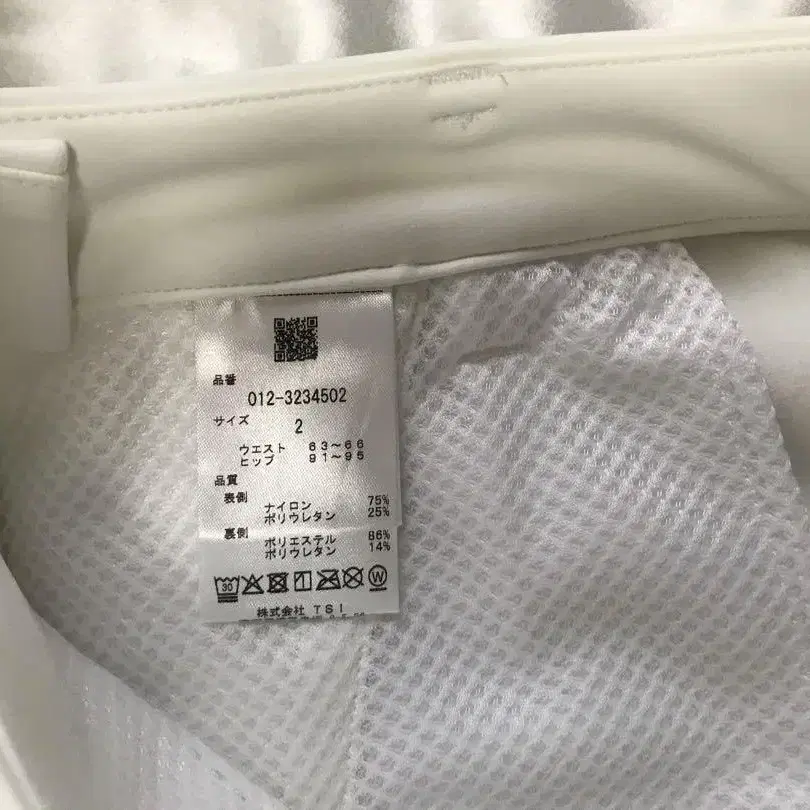 品番
012-3234502
サイズ
2
ウエスト 63~66
ヒップ 91~95
品質
表側
ナイロン 75%
ポリウレタン 25%
裏側
ポリエステル 86%
ポリウレタン 14%
30 W
株式会社 TSI